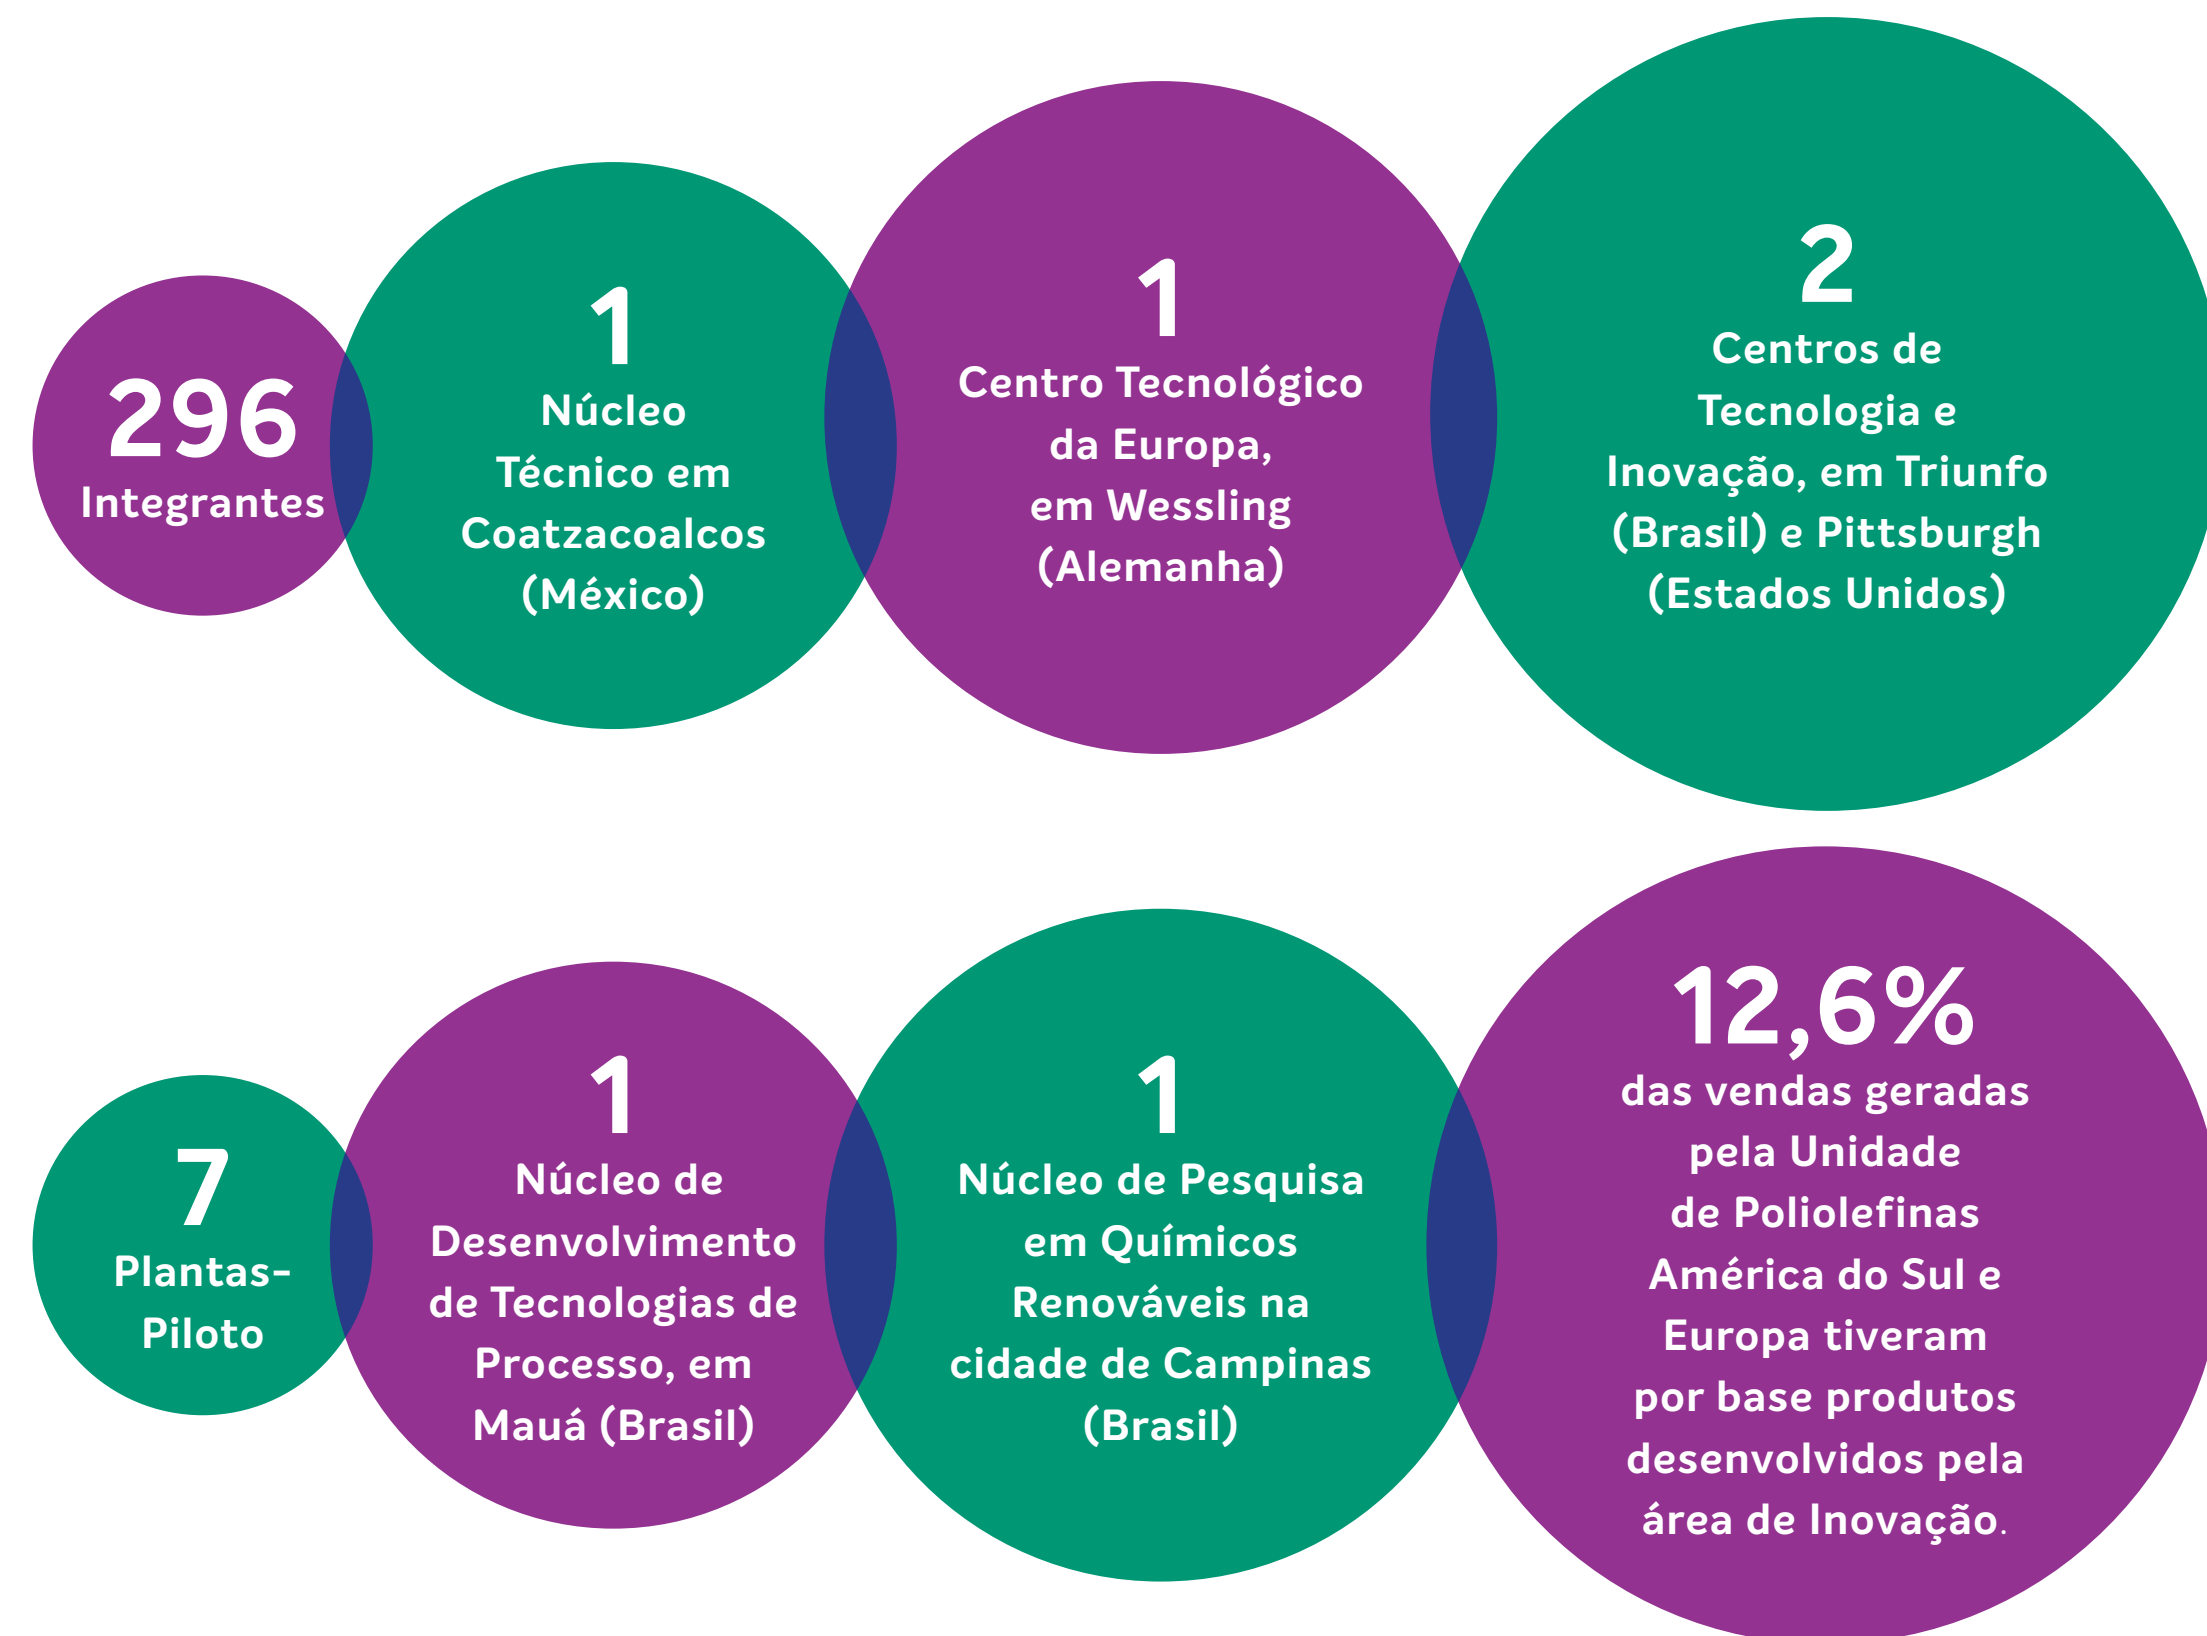 296
Integrantes
1
Núcleo
Técnico em
Coatzacoalcos
(México)
1
Centro Tecnológico
da Europa,
em Wessling
(Alemanha)
2
Centros de
Tecnologia e
Inovação, em Triunfo
(Brasil) e Pittsburgh
(Estados Unidos)
7
Plantas-
Piloto
1
Núcleo de
Desenvolvimento
de Tecnologias de
Processo, em
Mauá (Brasil)
1
Núcleo de Pesquisa
em Químicos
Renováveis na
cidade de Campinas
(Brasil)
12,6%
das vendas geradas
pela Unidade
de Poliolefinas
América do Sul e
Europa tiveram
por base produtos
desenvolvidos pela
área de Inovação.